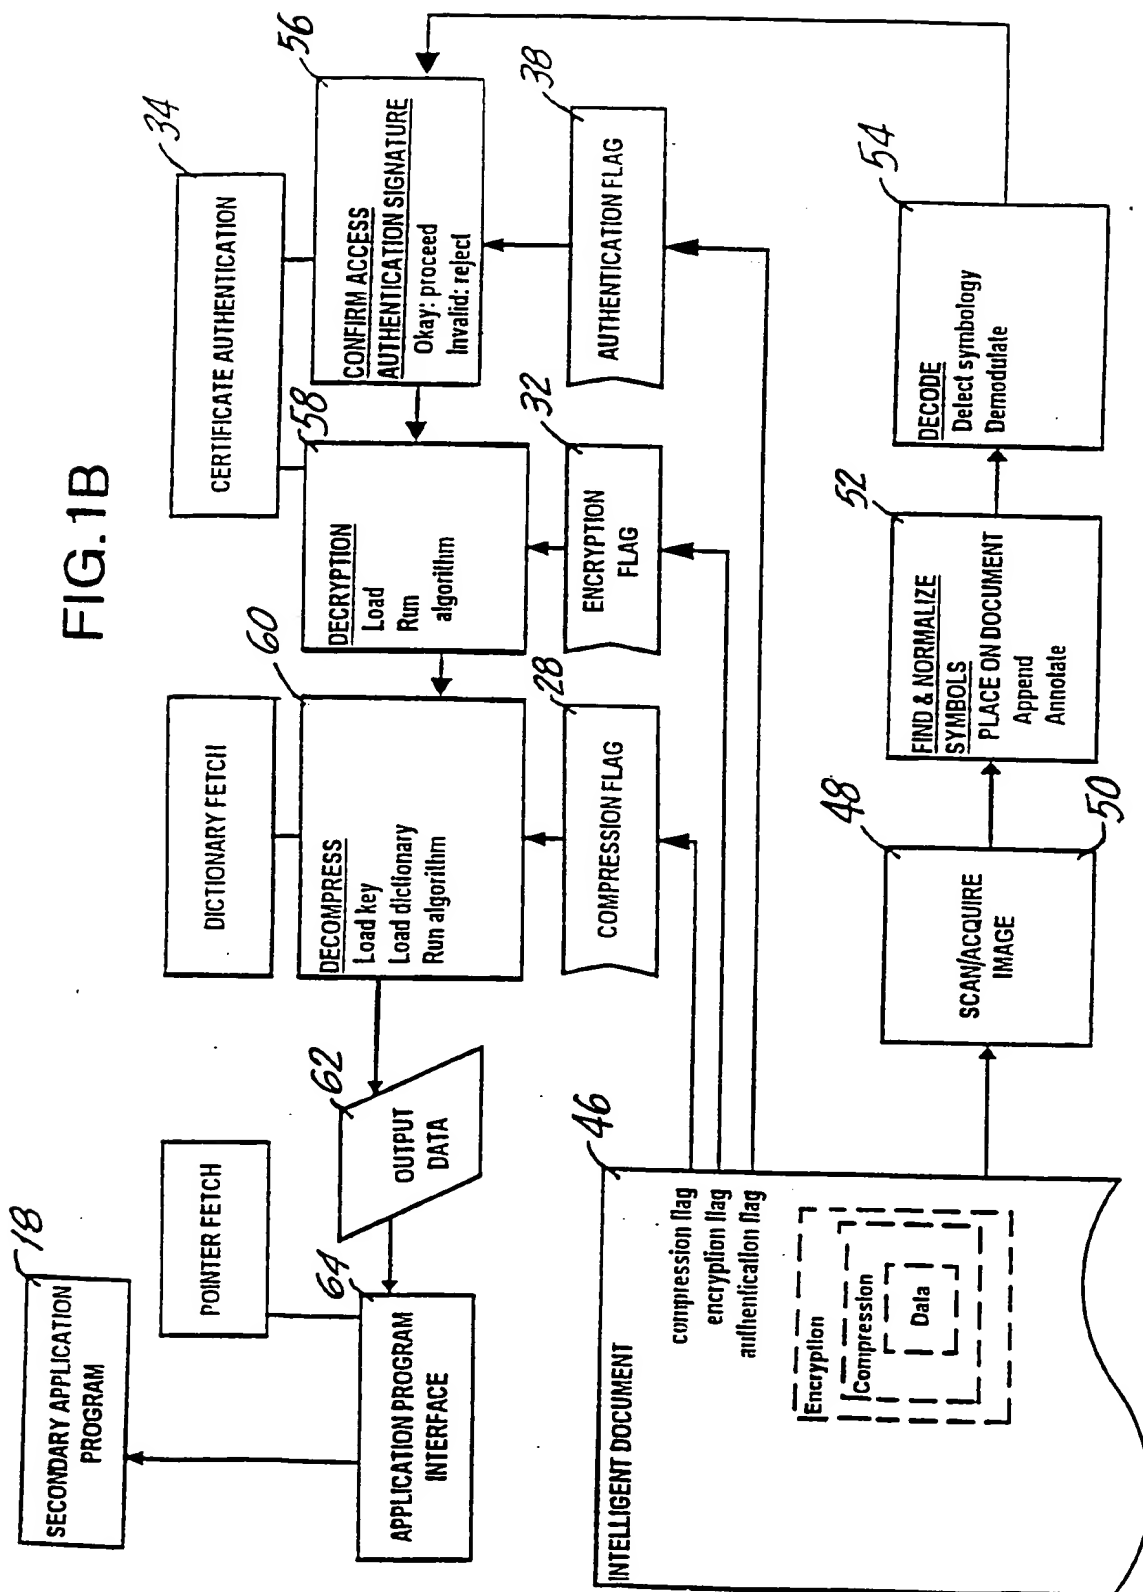 FIG.1B
SECONDARY APPLICATION
PROGRAM
18
POINTER FETCH
DICTIONARY FETCH
CERTIFICATE AUTHENTICATION
34
APPLICATION PROGRAM
INTERFACE
64
OUTPUT
DATA
62
DECOMPRESS
Load key
Load dictionary
Run algorithm
60
DECRYPTION
Load
Run
algorithm
58
CONFIRM ACCESS
AUTHENTICATION SIGNATURE
Okay: proceed
Invalid: reject
56
COMPRESSION FLAG
28
ENCRYPTION
FLAG
32
AUTHENTICATION FLAG
38
INTELLIGENT DOCUMENT
46
compression flag
encryption flag
authentication flag
Encryption
Compression
Data
SCAN/ACQUIRE
IMAGE
48
50
FIND & NORMALIZE
SYMBOLS
PLACE ON DOCUMENT
Append
Annotate
52
DECODE
Delect symbology
Demodulate
54